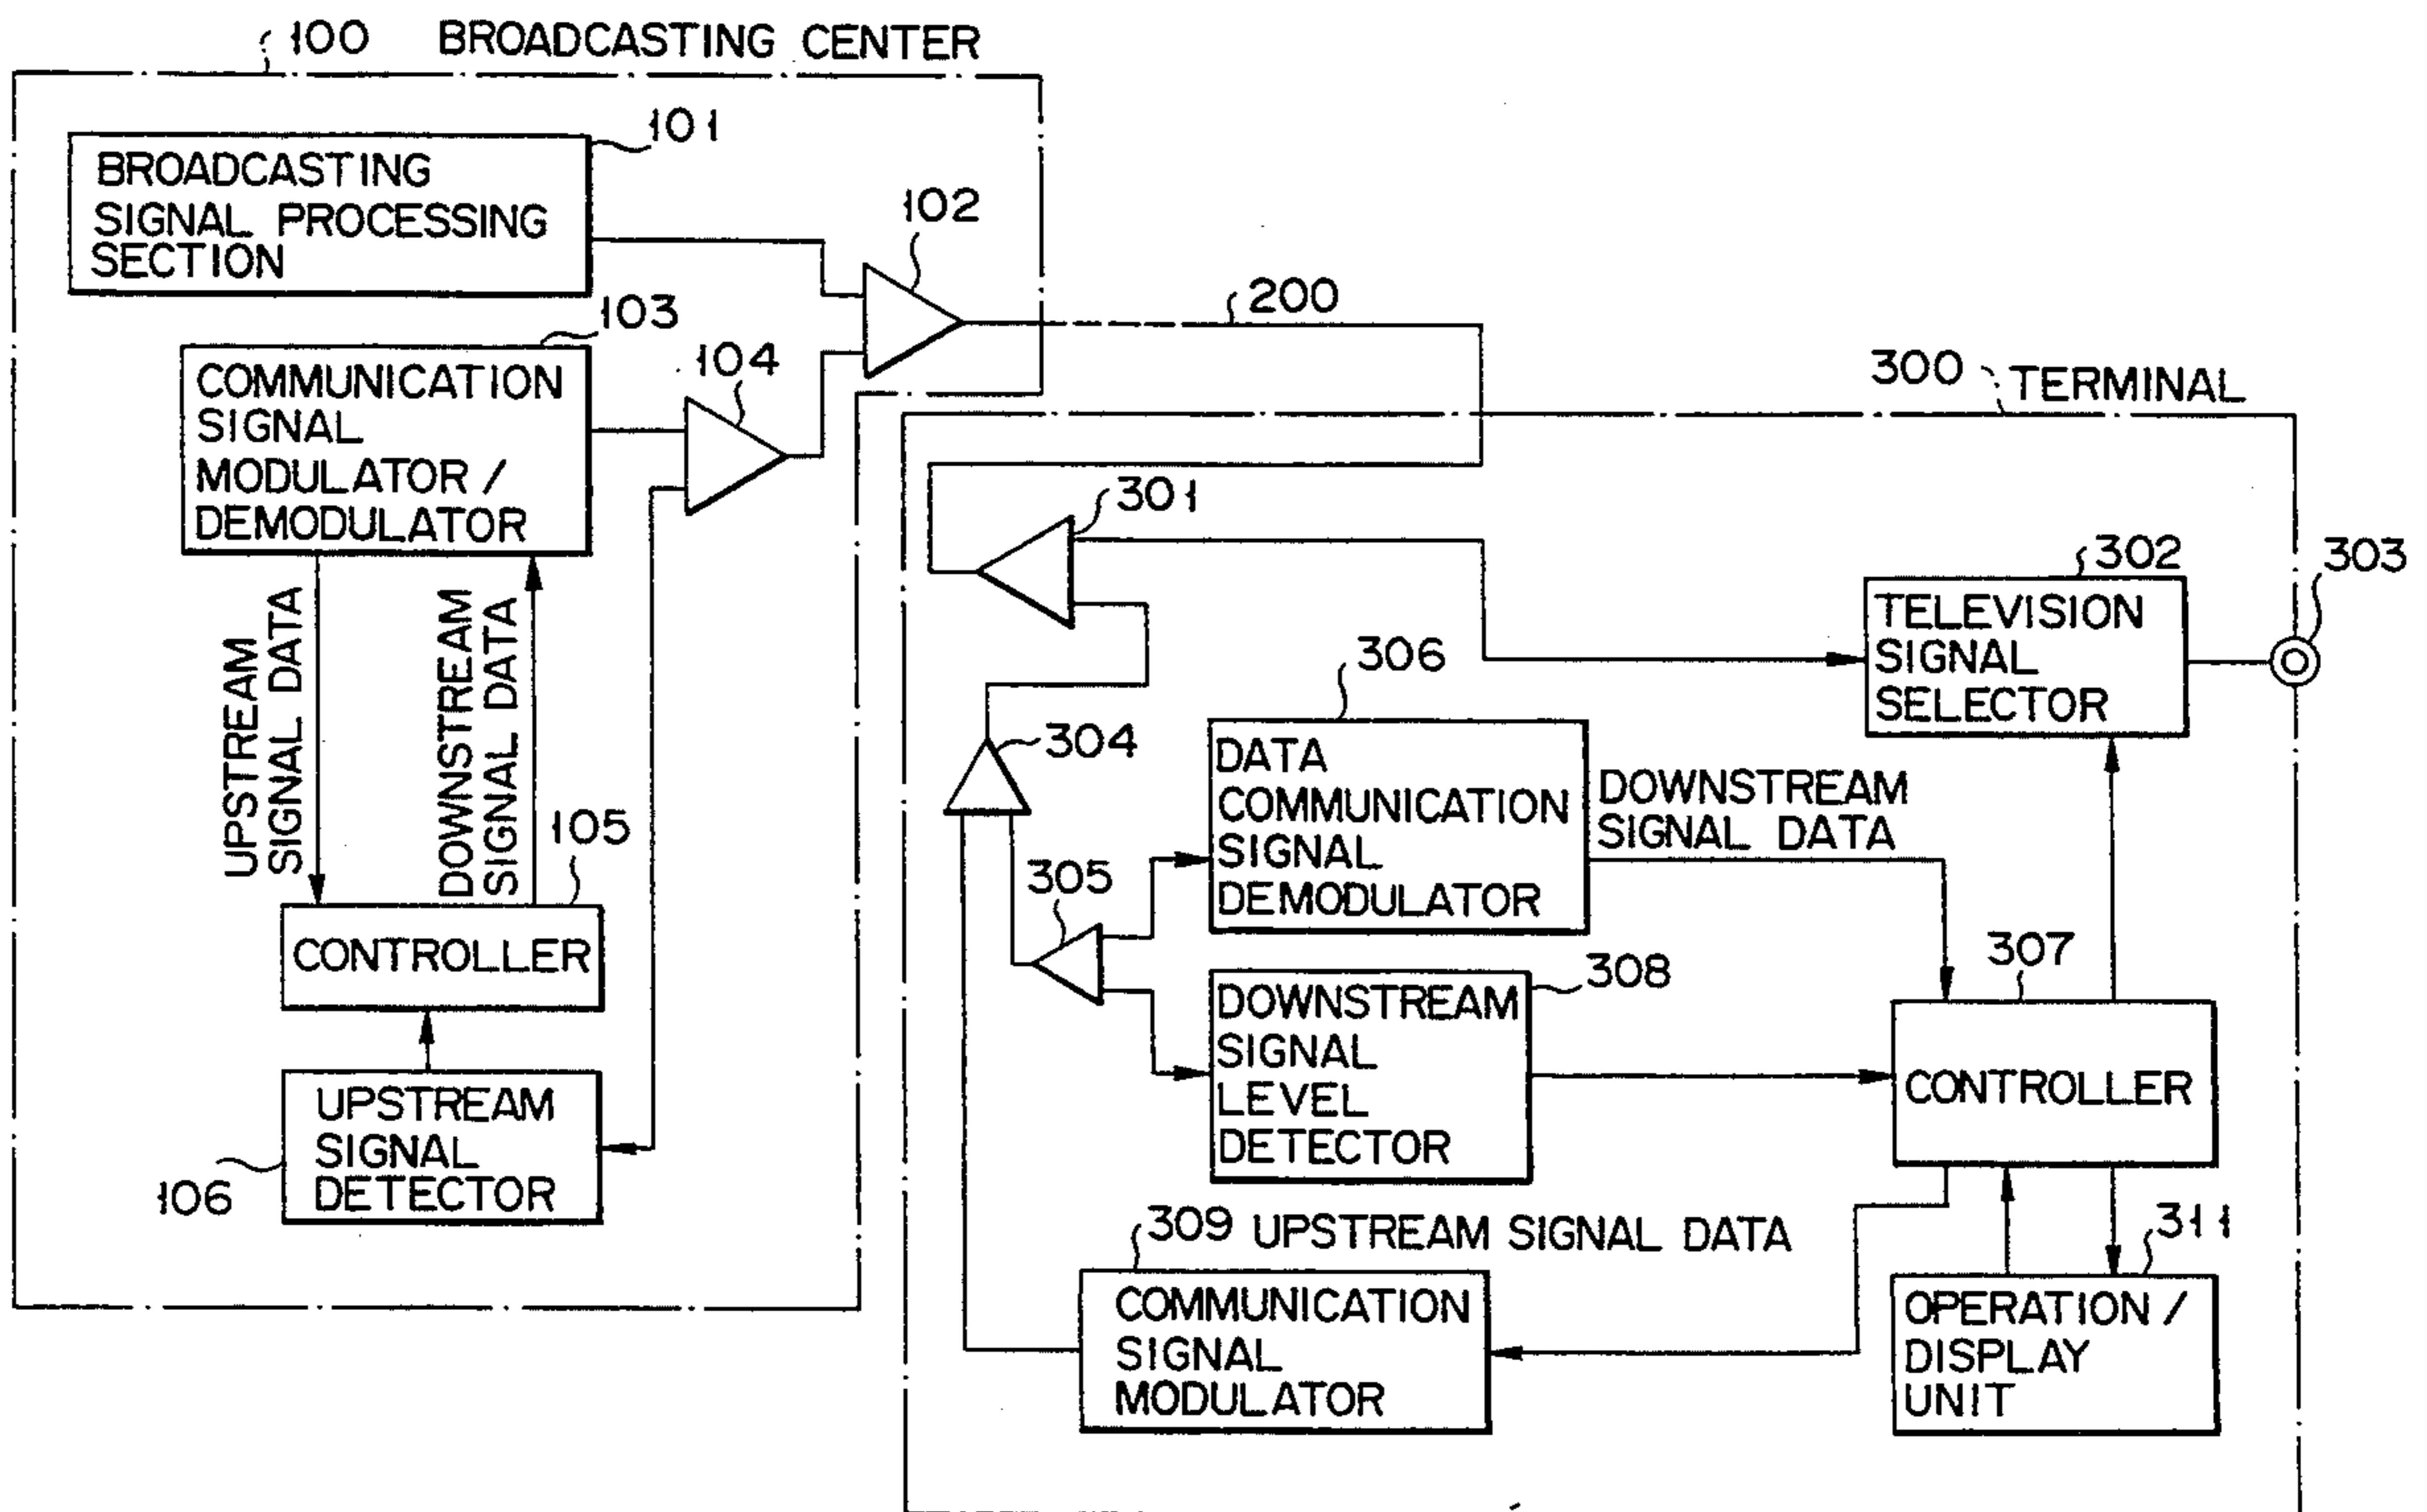 100 BROADCASTING CENTER
101
BROADCASTING
SIGNAL PROCESSING
SECTION
102
103
COMMUNICATION
SIGNAL
MODULATOR /
DEMODULATOR
104
UPSTREAM
SIGNAL DATA
DOWNSTREAM
SIGNAL DATA
105
CONTROLLER
UPSTREAM
SIGNAL
DETECTOR
106
200
300 TERMINAL
301
302
TELEVISION
SIGNAL
SELECTOR
303
304
305
306
DATA
COMMUNICATION
SIGNAL
DEMODULATOR
DOWNSTREAM
SIGNAL DATA
307
CONTROLLER
308
DOWNSTREAM
SIGNAL
LEVEL
DETECTOR
309 UPSTREAM SIGNAL DATA
COMMUNICATION
SIGNAL
MODULATOR
311
OPERATION /
DISPLAY
UNIT